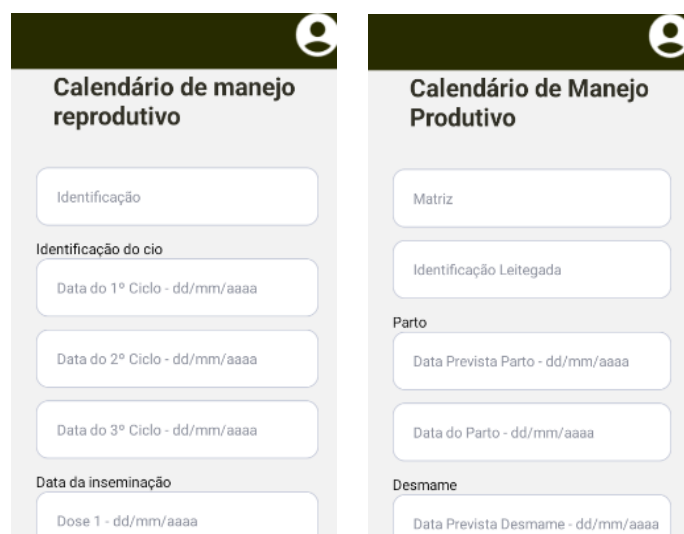 Calendário de manejo
reprodutivo
Identificação
Identificação do cio
Data do 1º Ciclo - dd/mm/aaaa
Data do 2º Ciclo - dd/mm/aaaa
Data do 3º Ciclo - dd/mm/aaaa
Data da inseminação
Dose 1 - dd/mm/aaaa
Calendário de Manejo
Produtivo
Matriz
Identificação Leitegada
Parto
Data Prevista Parto - dd/mm/aaaa
Data do Parto - dd/mm/aaaa
Desmame
Data Prevista Desmame - dd/mm/aaaa